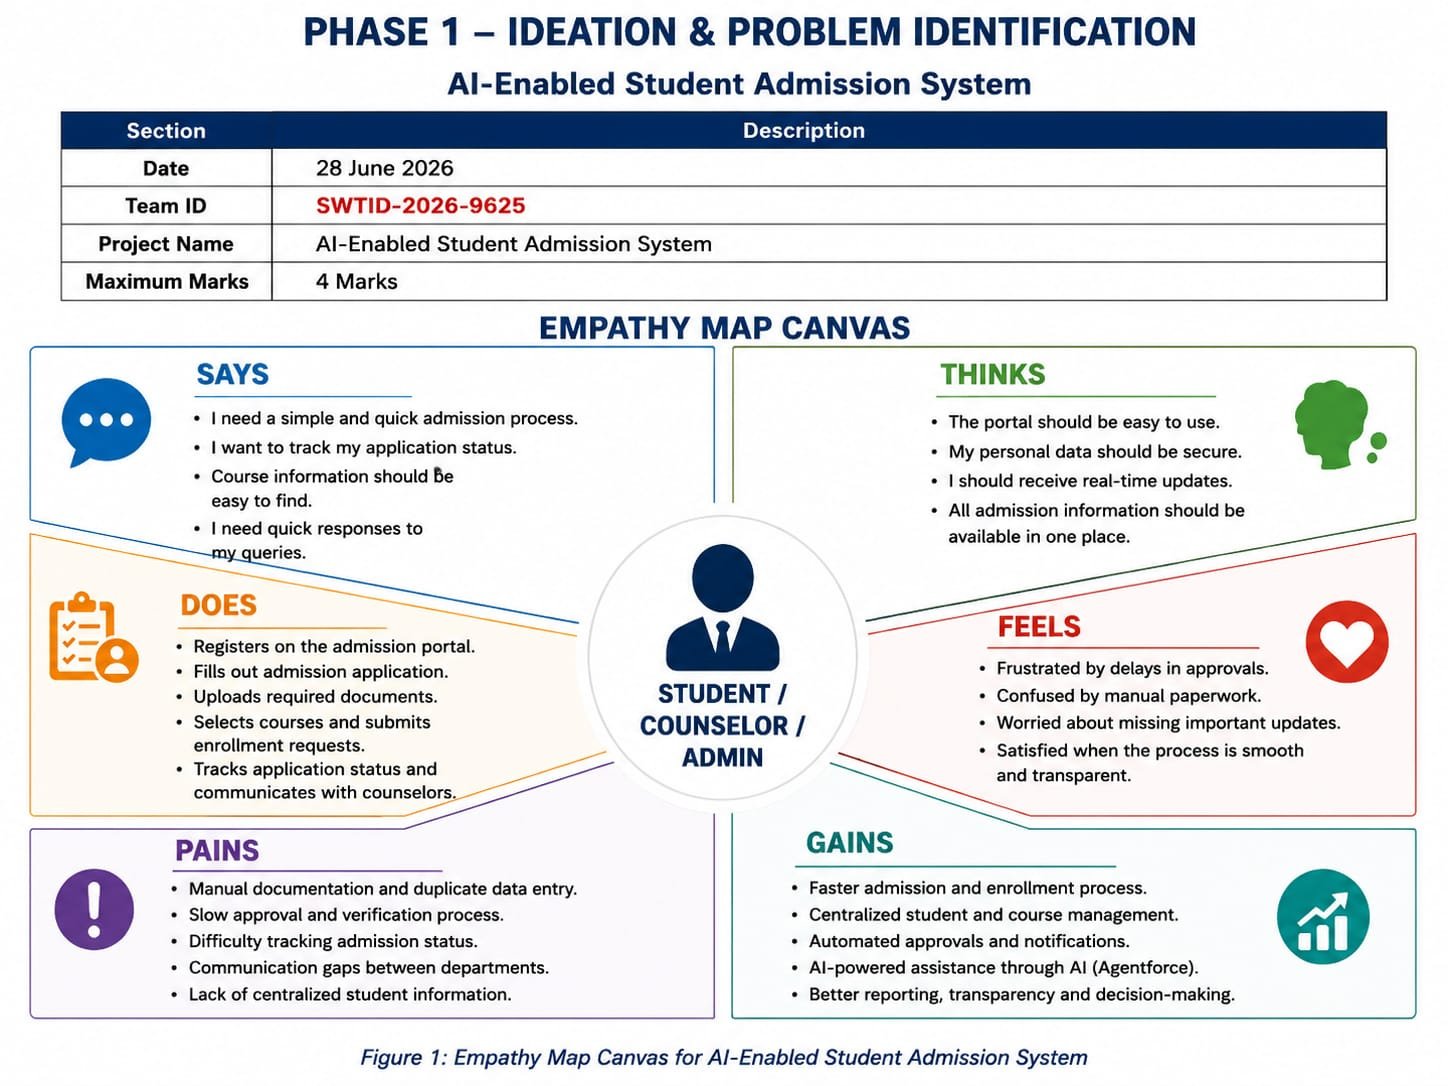 PHASE 1 – IDEATION & PROBLEM IDENTIFICATION
AI-Enabled Student Admission System
Section Description
Date 28 June 2026
Team ID SWTID-2026-9625
Project Name AI-Enabled Student Admission System
Maximum Marks 4 Marks
EMPATHY MAP CANVAS
SAYS
• I need a simple and quick admission process.
• I want to track my application status.
• Course information should be
easy to find.
• I need quick responses to
my queries.
THINKS
• The portal should be easy to use.
• My personal data should be secure.
• I should receive real-time updates.
• All admission information should be
available in one place.
DOES
• Registers on the admission portal.
• Fills out admission application.
• Uploads required documents.
• Selects courses and submits
enrollment requests.
• Tracks application status and
communicates with counselors.
STUDENT /
COUNSELOR /
ADMIN
FEELS
• Frustrated by delays in approvals.
• Confused by manual paperwork.
• Worried about missing important updates.
• Satisfied when the process is smooth
and transparent.
PAINS
• Manual documentation and duplicate data entry.
• Slow approval and verification process.
• Difficulty tracking admission status.
• Communication gaps between departments.
• Lack of centralized student information.
GAINS
• Faster admission and enrollment process.
• Centralized student and course management.
• Automated approvals and notifications.
• AI-powered assistance through AI (Agentforce).
• Better reporting, transparency and decision-making.
Figure 1: Empathy Map Canvas for AI-Enabled Student Admission System